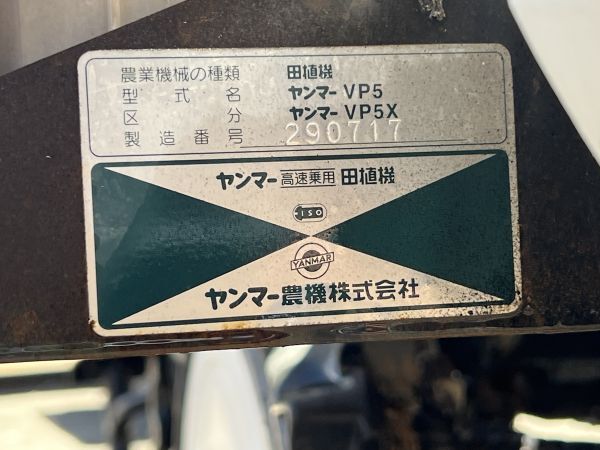 農業機械の種類 田植機
型式名 ヤンマー VP5
区分 ヤンマー VP5X
製造番号 290717
ヤンマー 高速乗用 田植機
ISO
YANMAR
ヤンマー農機株式会社